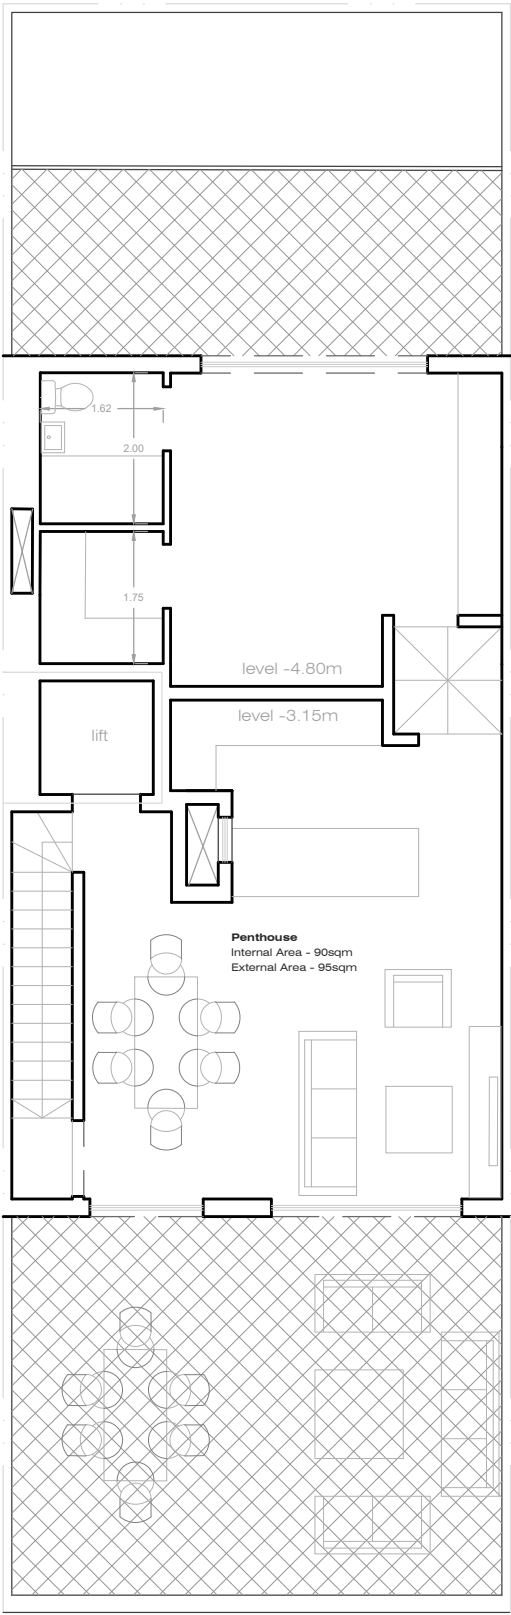 1.62
2.00
1.75
level -4.80m
level -3.15m
lift
Penthouse
Internal Area - 90sqm
External Area - 95sqm